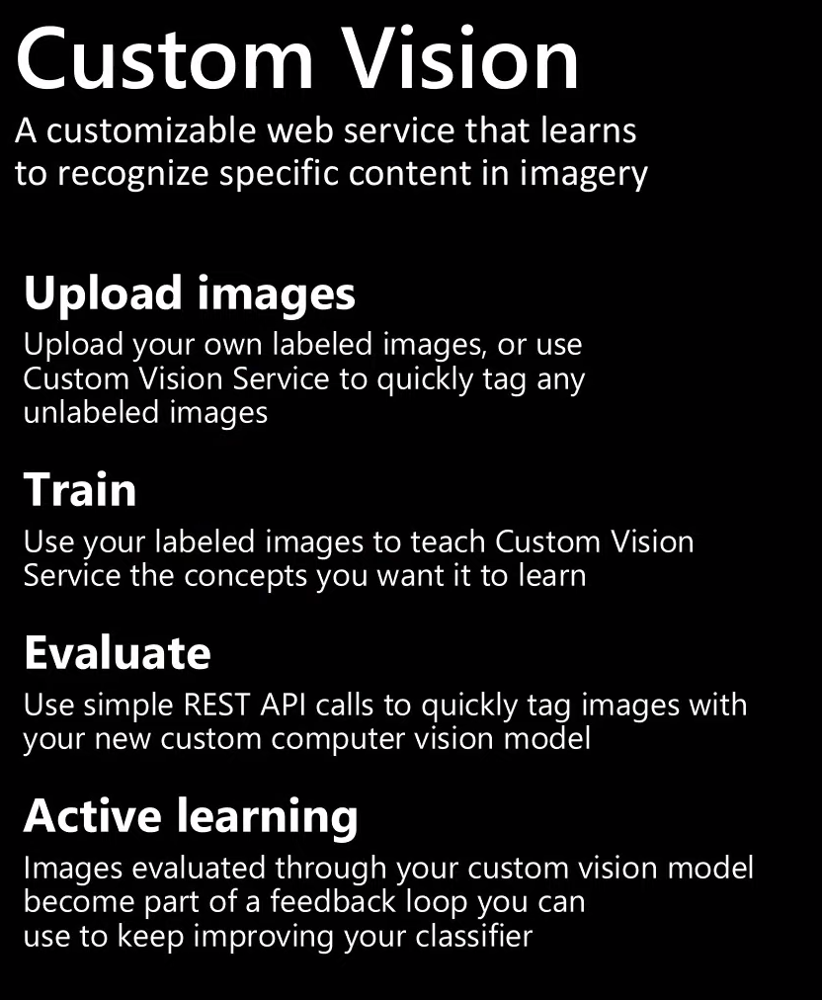 Custom Vision
A customizable web service that learns
to recognize specific content in imagery
Upload images
Upload your own labeled images, or use
Custom Vision Service to quickly tag any
unlabeled images
Train
Use your labeled images to teach Custom Vision
Service the concepts you want it to learn
Evaluate
Use simple REST API calls to quickly tag images with
your new custom computer vision model
Active learning
Images evaluated through your custom vision model
become part of a feedback loop you can
use to keep improving your classifier